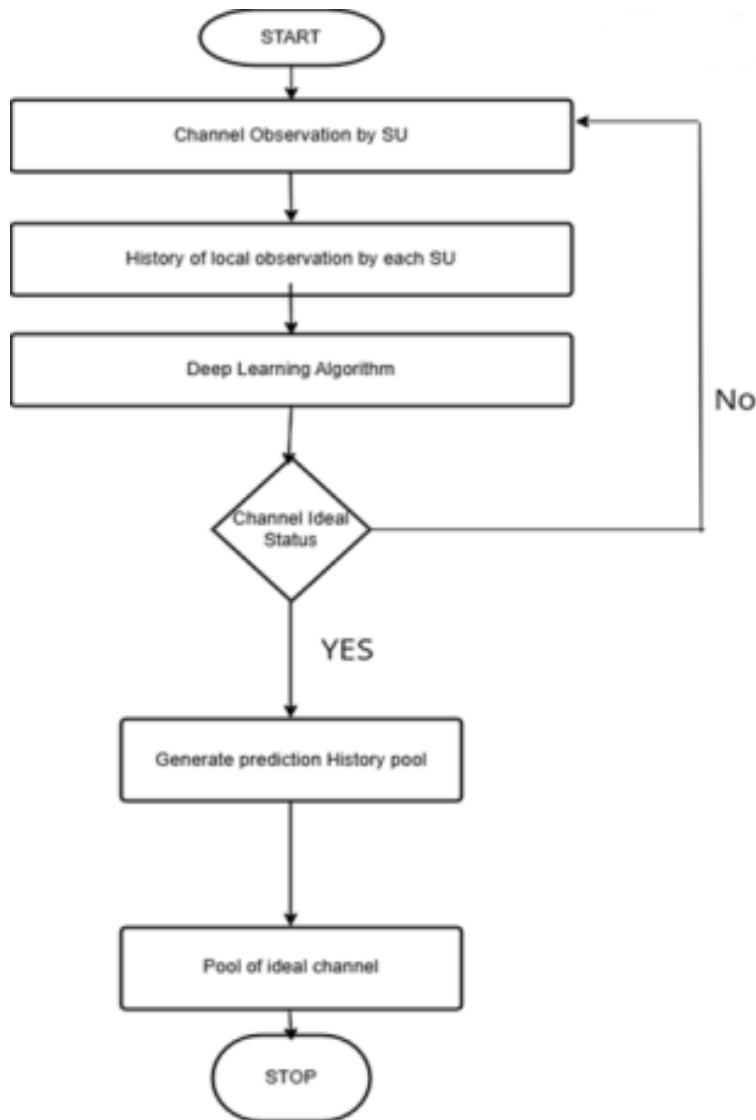 START
Channel Observation by SU
History of local observation by each SU
Deep Learning Algorithm
No
Channel Ideal
Status
YES
Generate prediction History pool
Pool of ideal channel
STOP